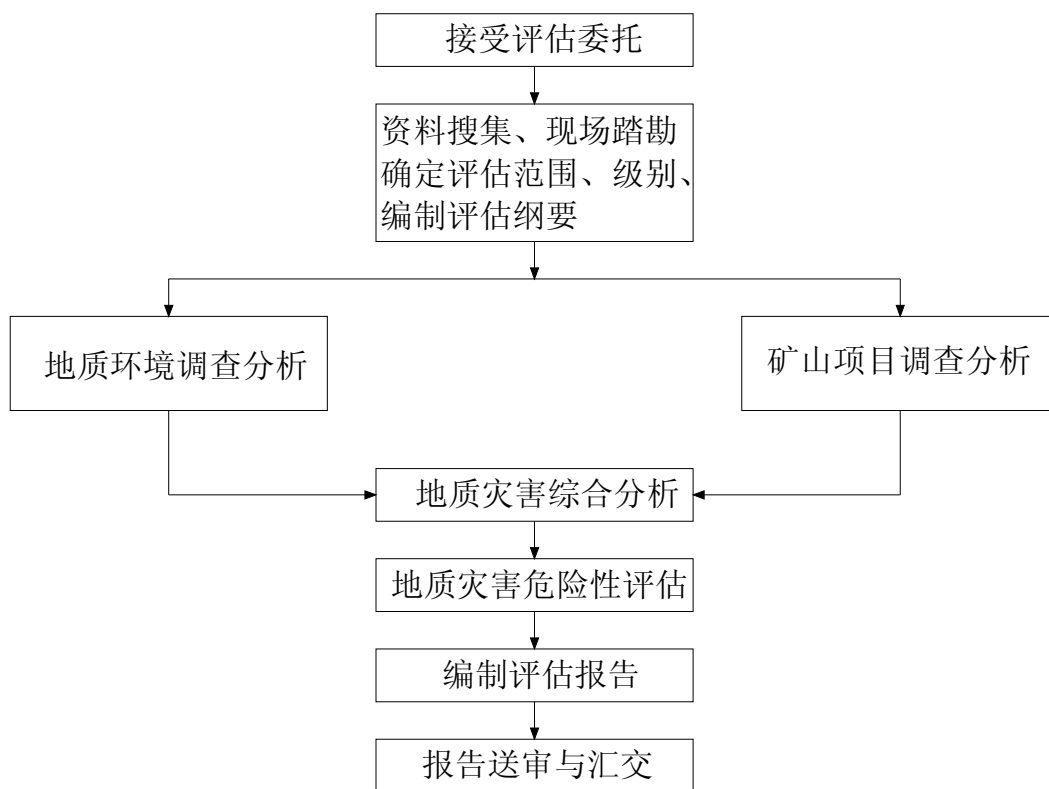 接受评估委托
资料搜集、现场踏勘
确定评估范围、级别、
编制评估纲要
地质环境调查分析
矿山项目调查分析
地质灾害综合分析
地质灾害危险性评估
编制评估报告
报告送审与汇交